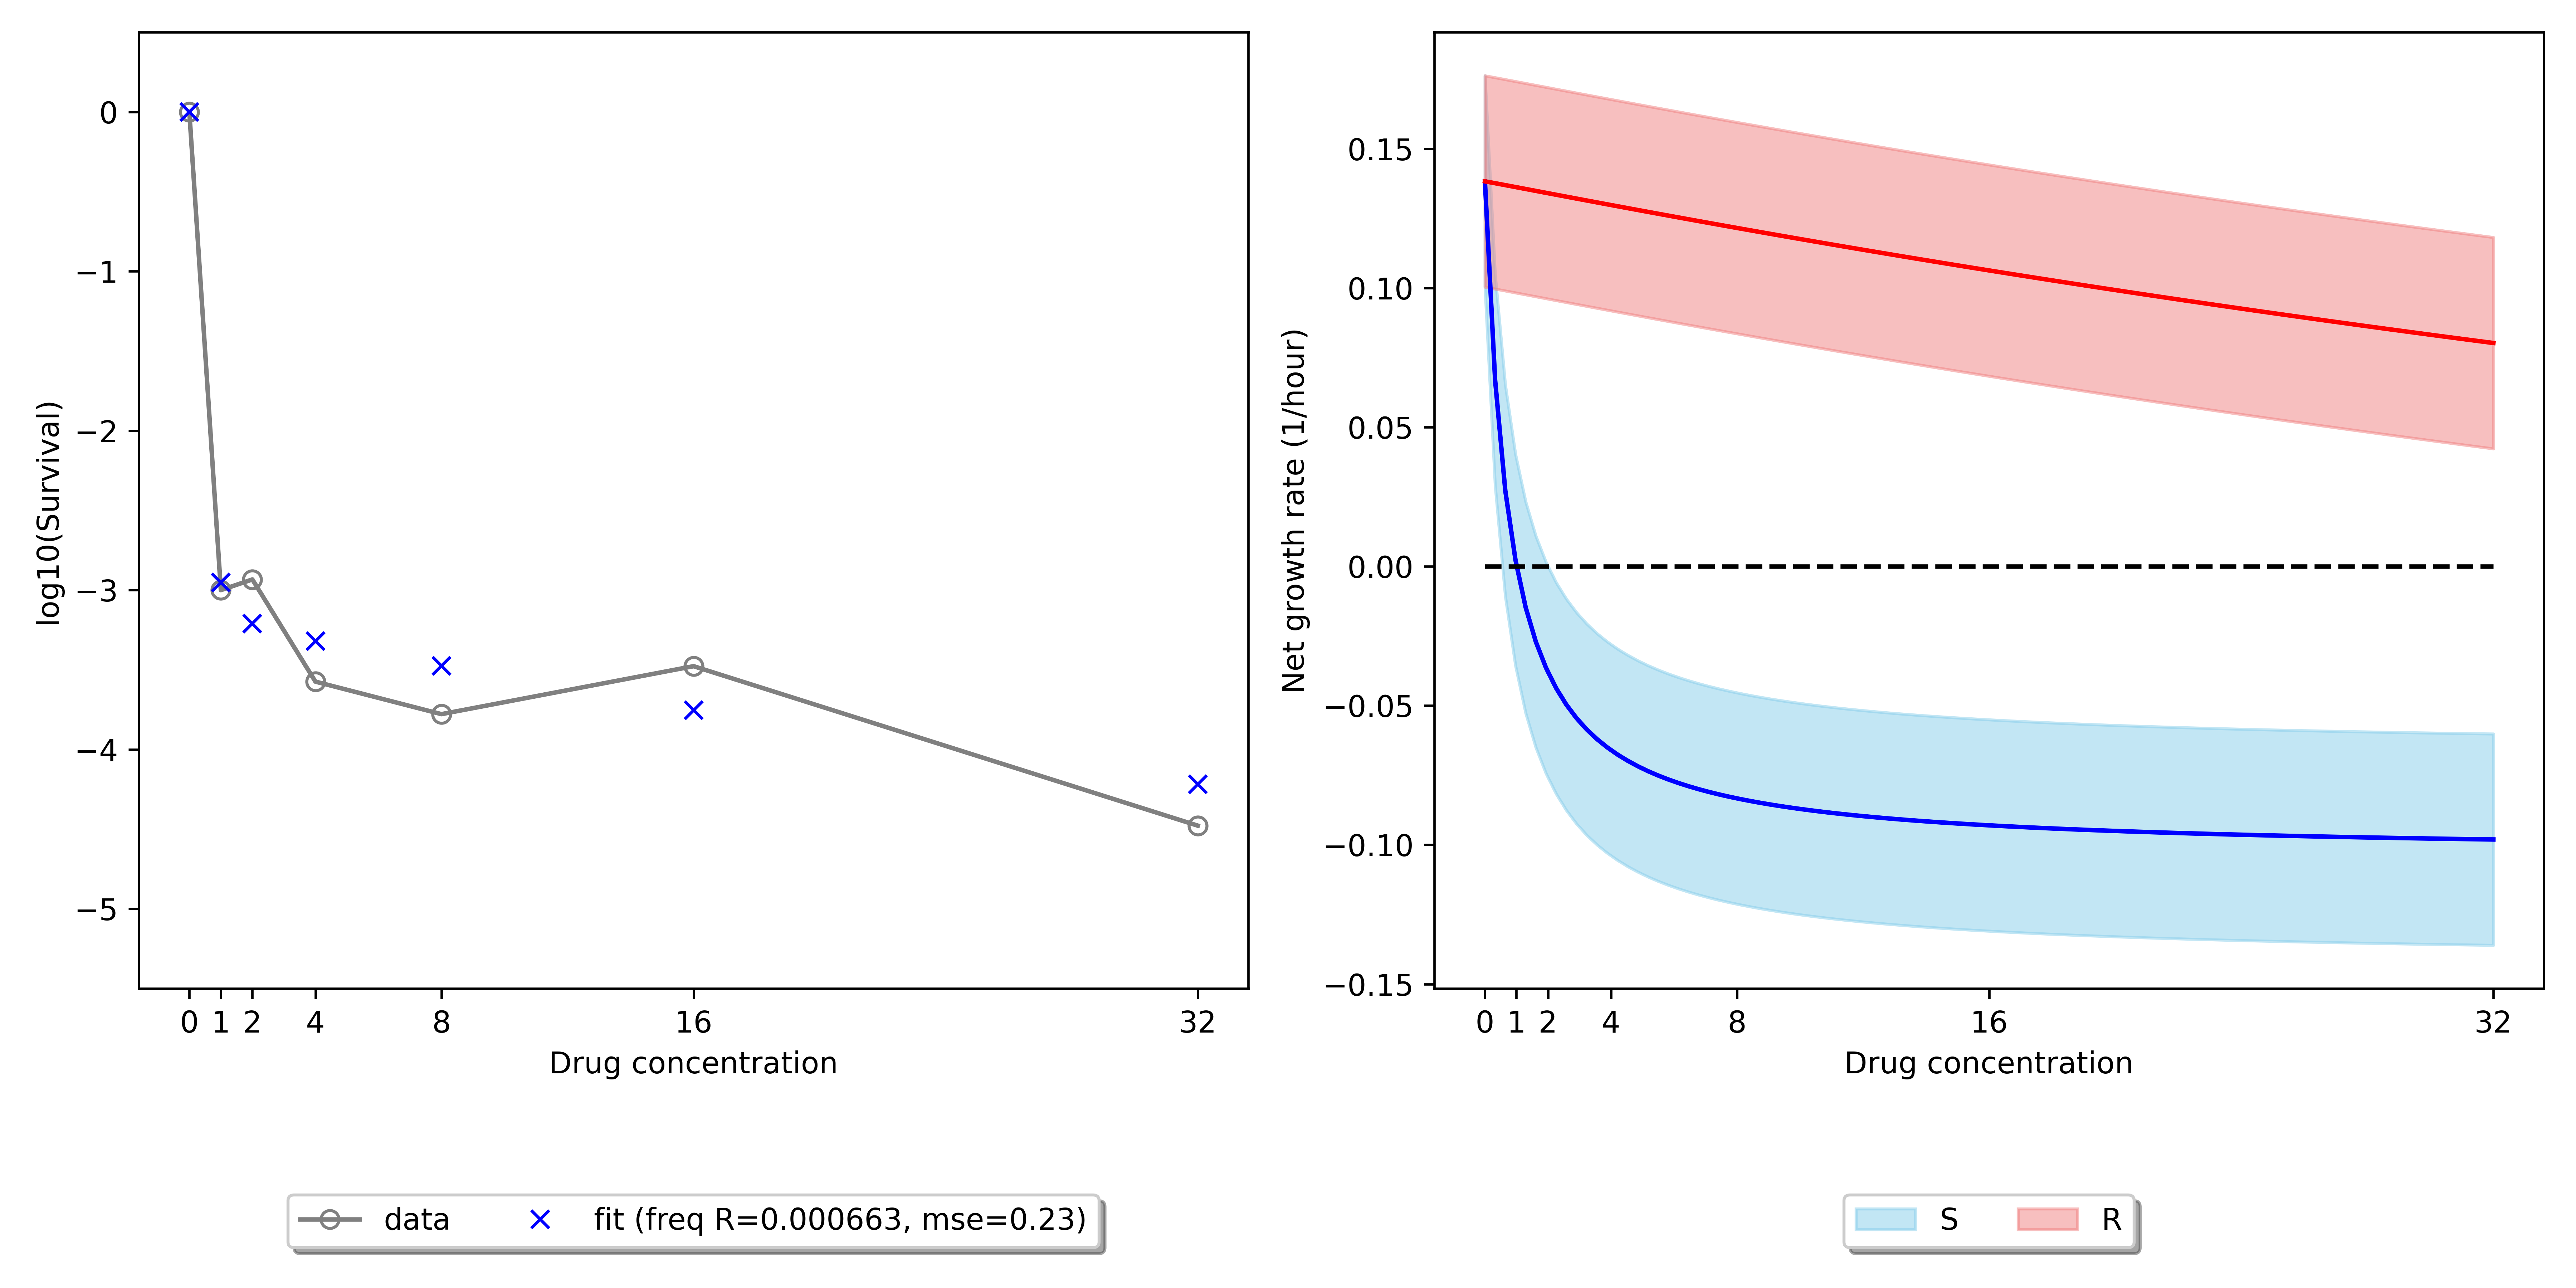 0
−1
−2
−3
−4
−5
log10(Survival)
0 1 2 4 8 16 32
Drug concentration
data fit (freq R=0.000663, mse=0.23)
0.15
0.10
0.05
0.00
−0.05
−0.10
−0.15
Net growth rate (1/hour)
0 1 2 4 8 16 32
Drug concentration
S R